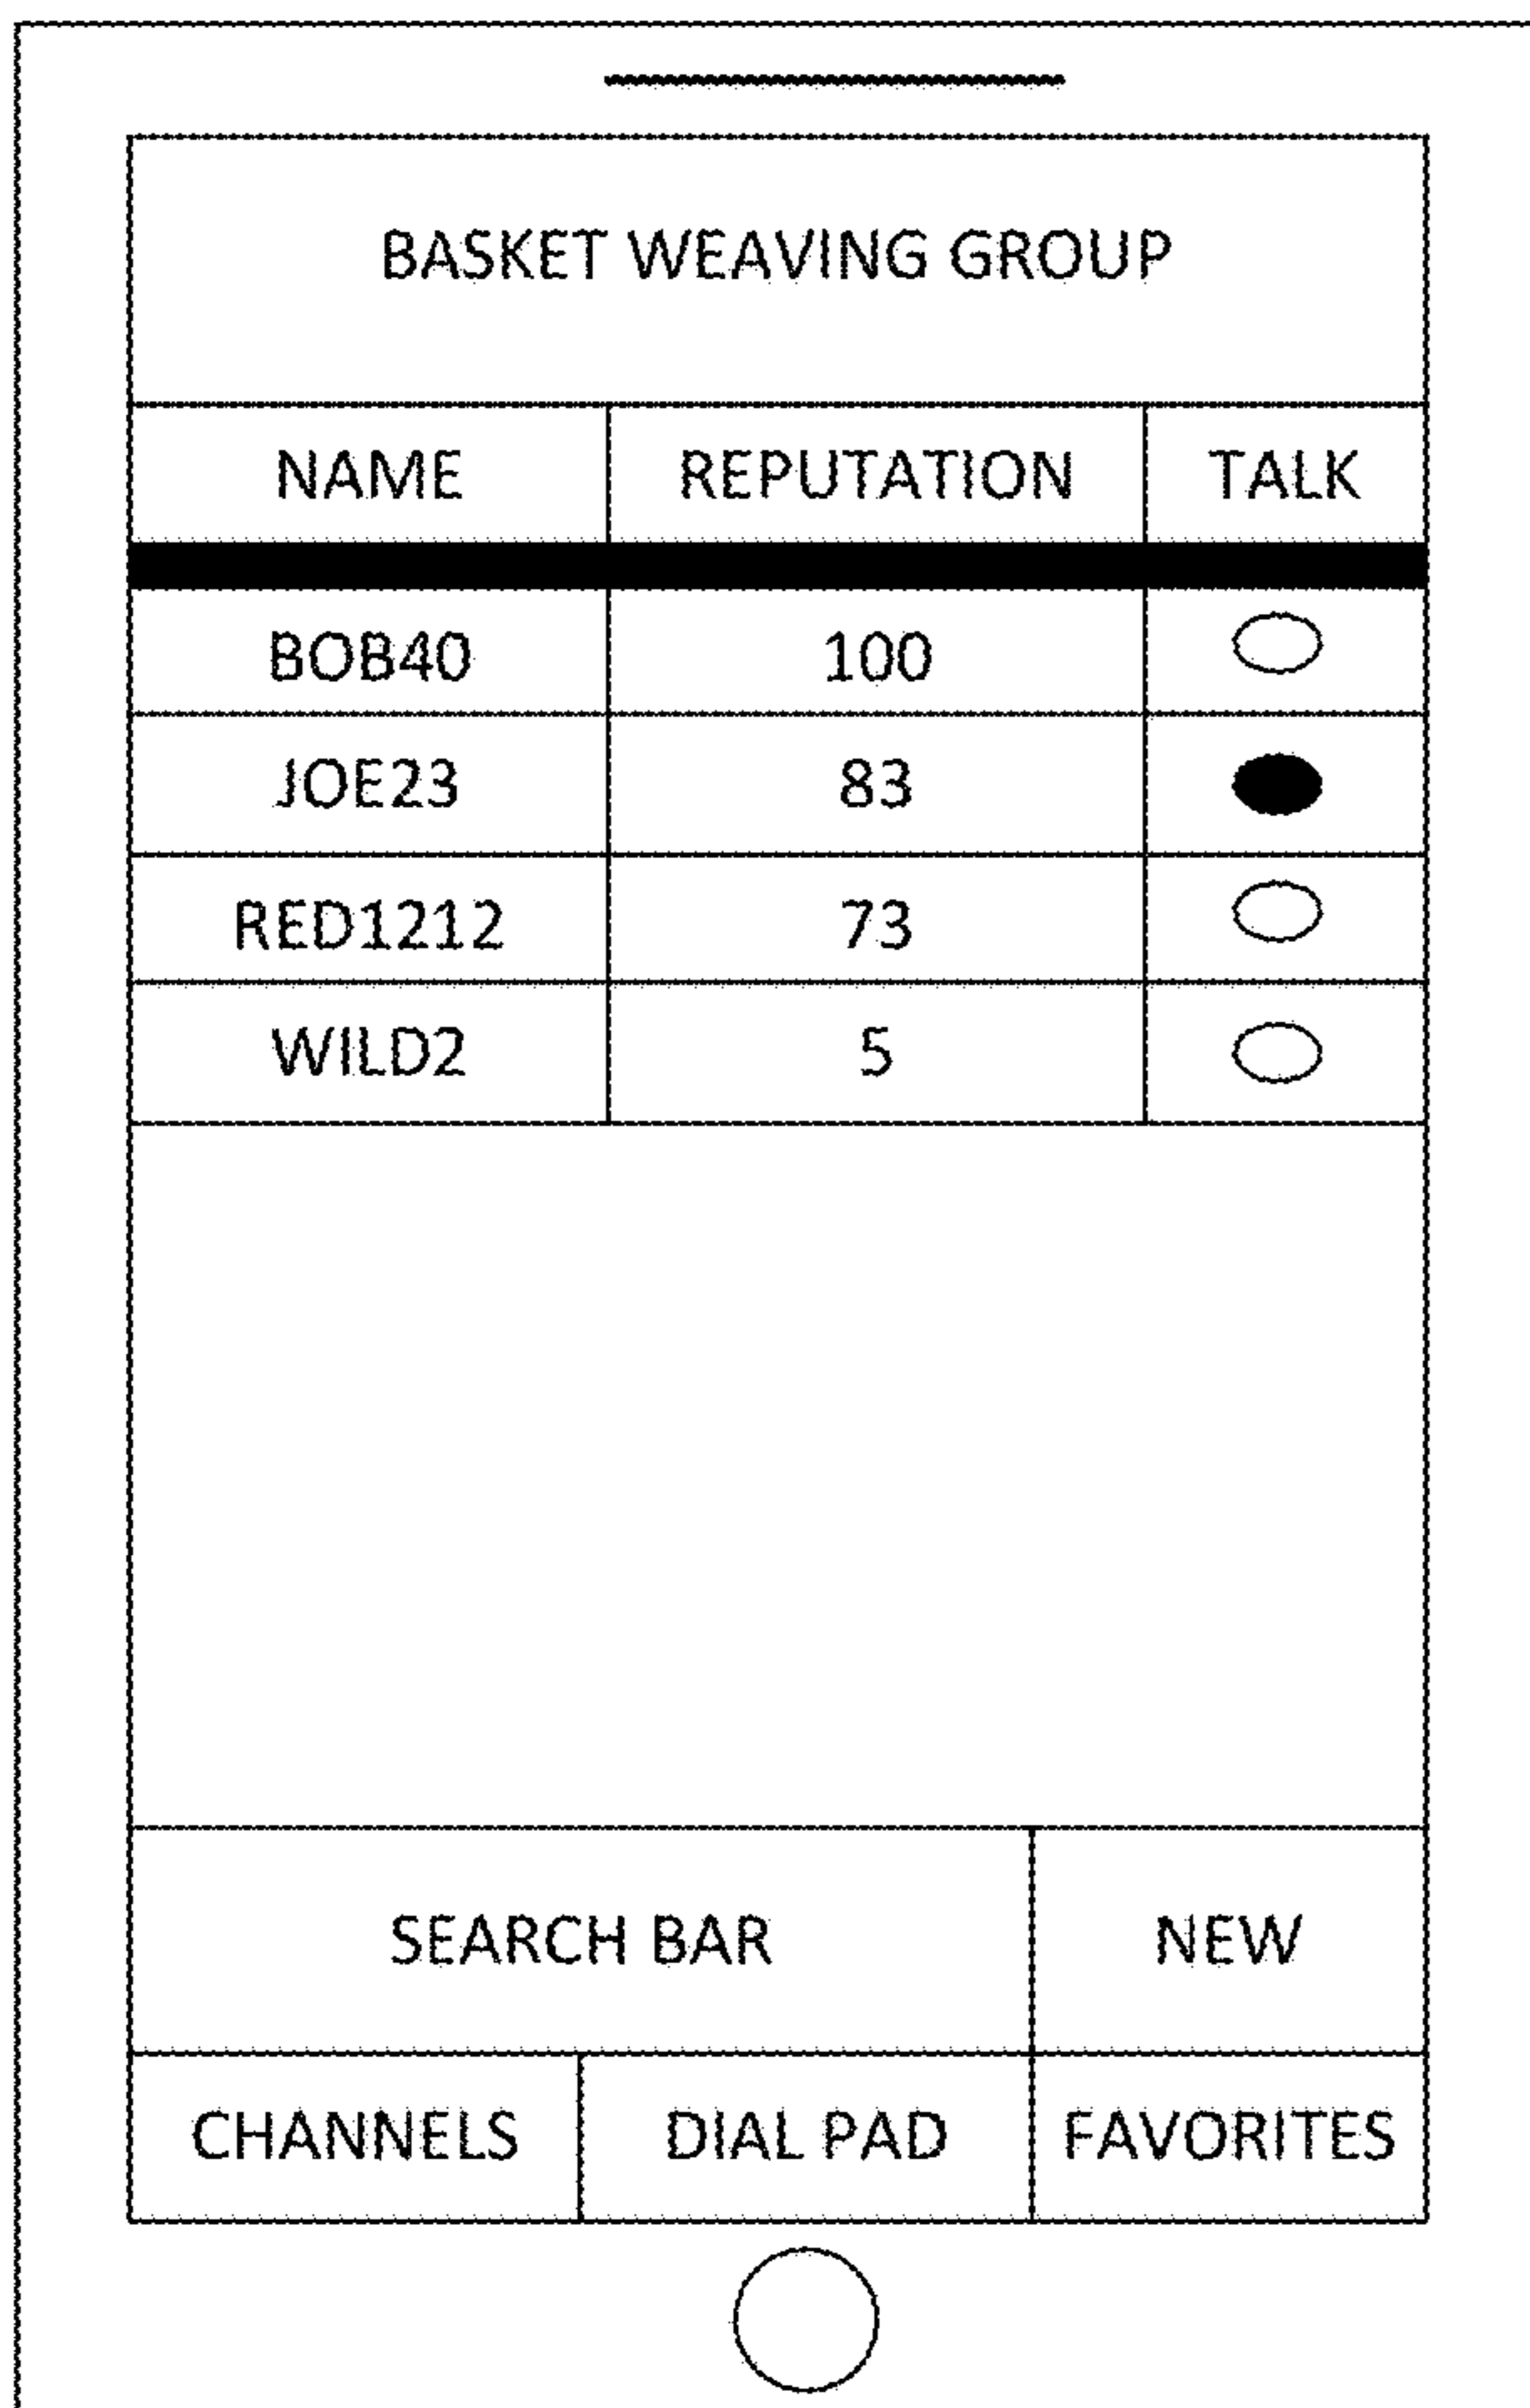 BASKET WEAVING GROUP
NAME REPUTATION TALK
BOB40 100
JOE23 83
RED1212 73
WILD2 5
SEARCH BAR NEW
CHANNELS DIAL PAD FAVORITES